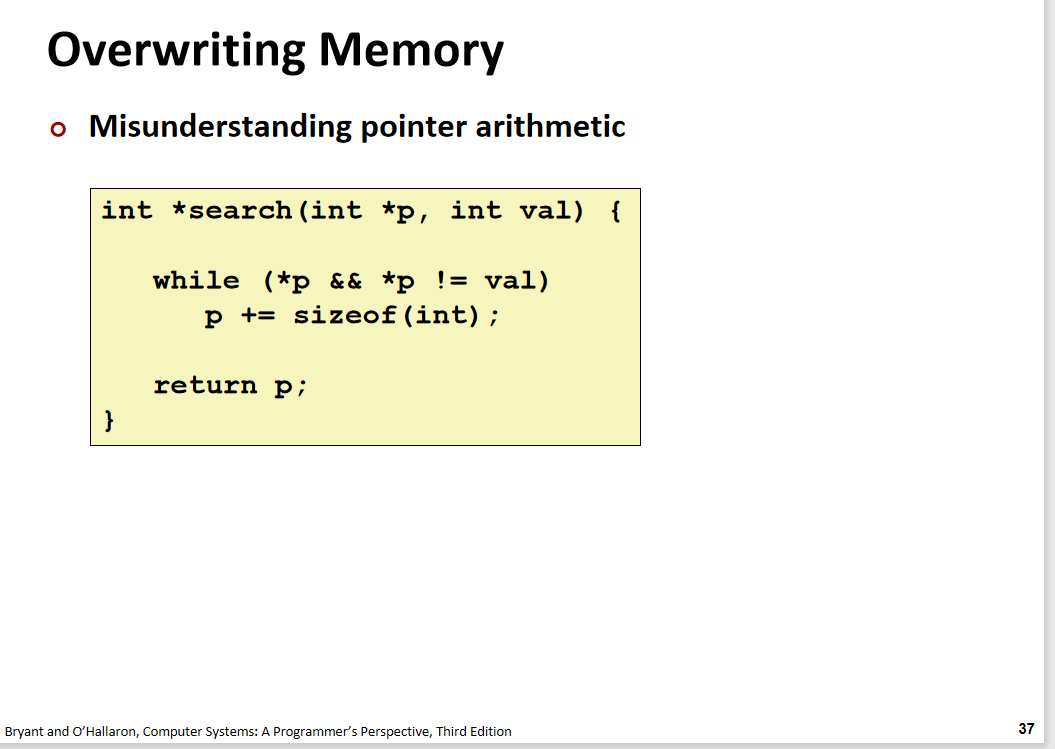 Overwriting Memory
Misunderstanding pointer arithmetic
int *search(int *p, int val) {
while (*p && *p != val)
p += sizeof(int);
return p;
}
Bryant and O’Hallaron, Computer Systems: A Programmer’s Perspective, Third Edition
37